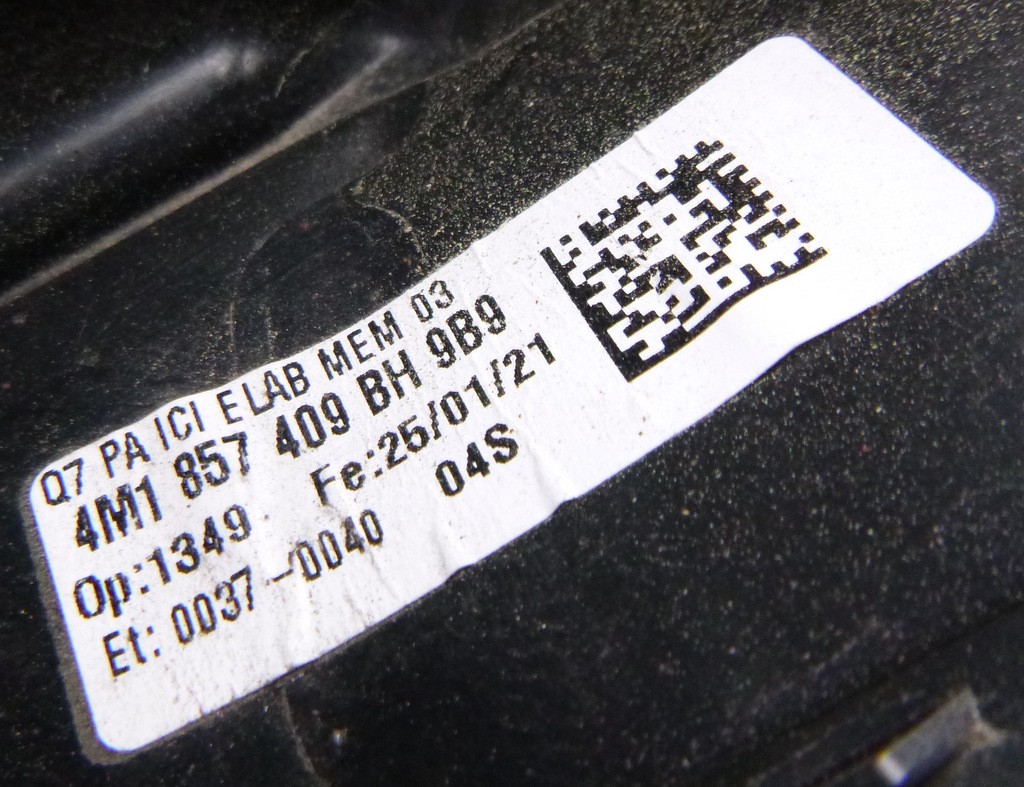 Q7 PA ICI ELAB MEM 03
4M1 857 409 BH 9B9
Op:1349 Fe:25/01/21
Et: 0037-0040 04S